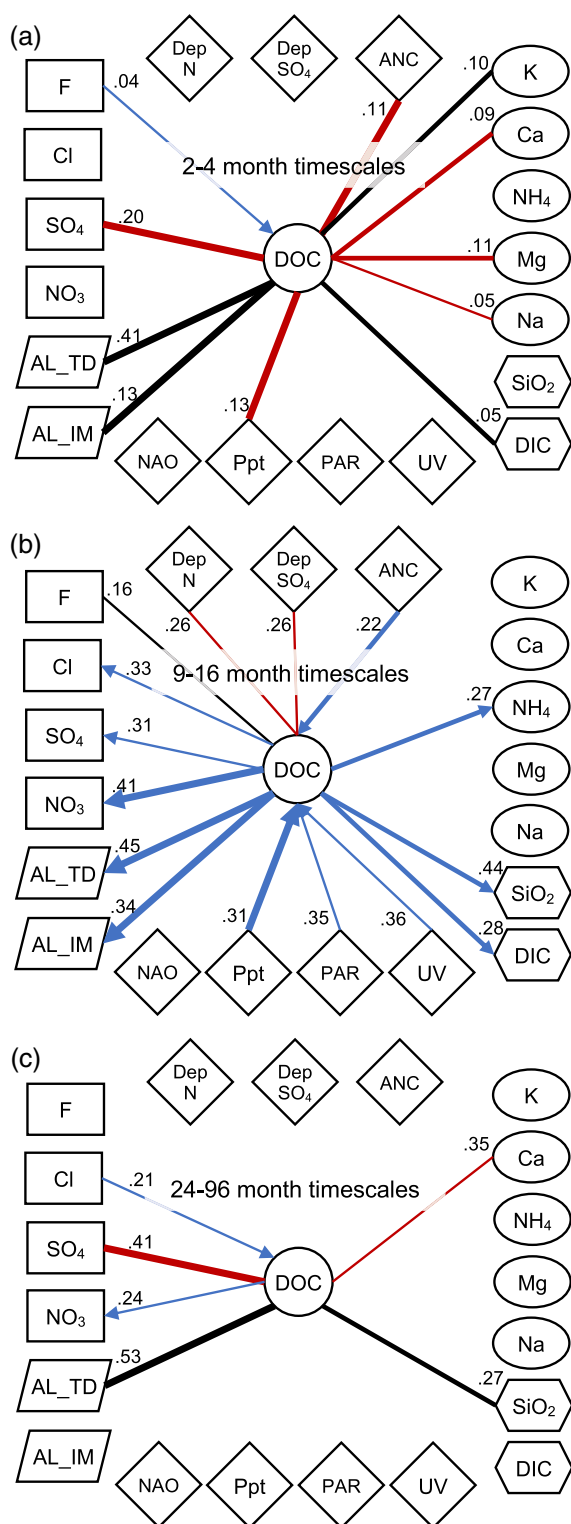 (a)
Dep
N
Dep
SO₄
ANC
F
.04
.11
.10
K
Cl
.09
Ca
2-4 month timescales
NH₄
SO₄
.20
DOC
.11
Mg
NO₃
.05
Na
AL_TD
.41
SiO₂
AL_IM
.13
.13
.05
DIC
NAO
Ppt
PAR
UV
(b)
Dep
N
Dep
SO₄
ANC
F
.16
.26
.26
.22
K
Cl
.33
Ca
9-16 month timescales
.27
NH₄
SO₄
.31
DOC
Mg
NO₃
.41
Na
AL_TD
.45
.44
SiO₂
AL_IM
.34
.31
.35
.36
.28
DIC
NAO
Ppt
PAR
UV
(c)
Dep
N
Dep
SO₄
ANC
F
K
Cl
.21
.35
Ca
24-96 month timescales
NH₄
SO₄
.41
DOC
Mg
NO₃
.24
Na
AL_TD
.53
.27
SiO₂
AL_IM
DIC
NAO
Ppt
PAR
UV